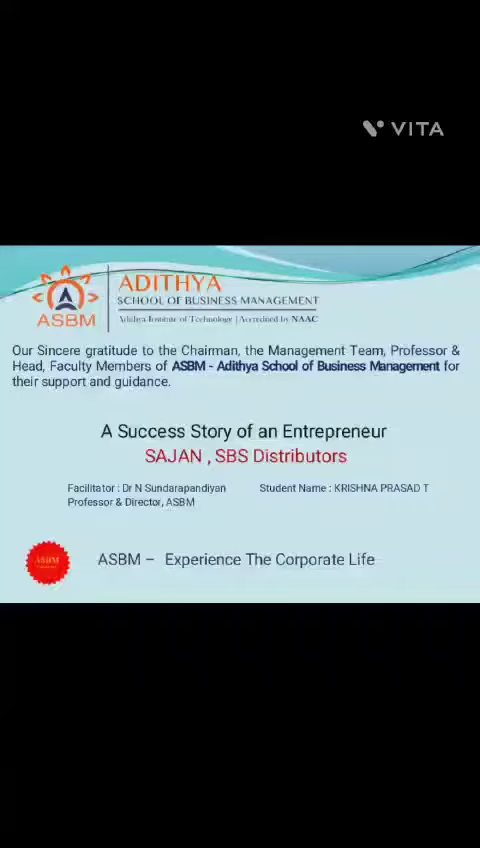 VITA
ADITHYA
SCHOOL OF BUSINESS MANAGEMENT
Adithya Institute of Technology | Accredited by NAAC
ASBM
Our Sincere gratitude to the Chairman, the Management Team, Professor &
Head, Faculty Members of ASBM - Adithya School of Business Management for
their support and guidance.
A Success Story of an Entrepreneur
SAJAN , SBS Distributors
Facilitator : Dr N Sundarapandiyan
Professor & Director, ASBM
Student Name : KRISHNA PRASAD T
ASBM
ASBM – Experience The Corporate Life